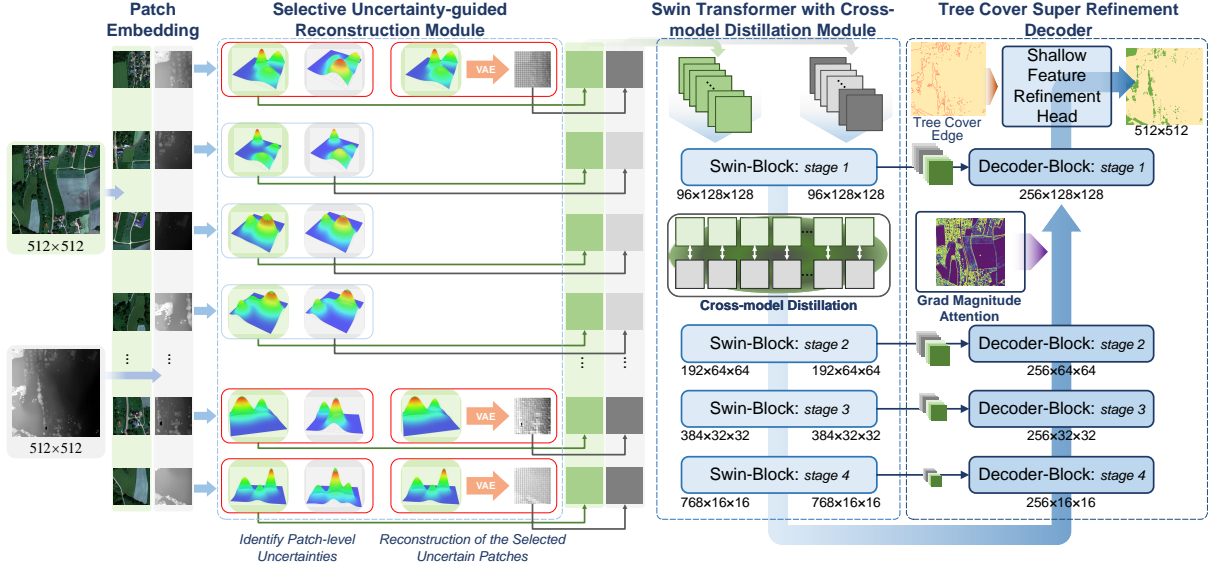 Patch
Embedding
Selective Uncertainty-guided
Reconstruction Module
Swin Transformer with Cross-
model Distillation Module
Tree Cover Super Refinement
Decoder
VAE
Shallow
Feature
Refinement
Head
Tree Cover
Edge
512×512
Swin-Block: stage 1
Decoder-Block: stage 1
96×128×128
96×128×128
256×128×128
512×512
Cross-model Distillation
Grad Magnitude
Attention
...
...
...
Swin-Block: stage 2
Decoder-Block: stage 2
192×64×64
192×64×64
256×64×64
512×512
VAE
Swin-Block: stage 3
Decoder-Block: stage 3
384×32×32
384×32×32
256×32×32
VAE
Swin-Block: stage 4
Decoder-Block: stage 4
768×16×16
768×16×16
256×16×16
Identify Patch-level
Uncertainties
Reconstruction of the Selected
Uncertain Patches